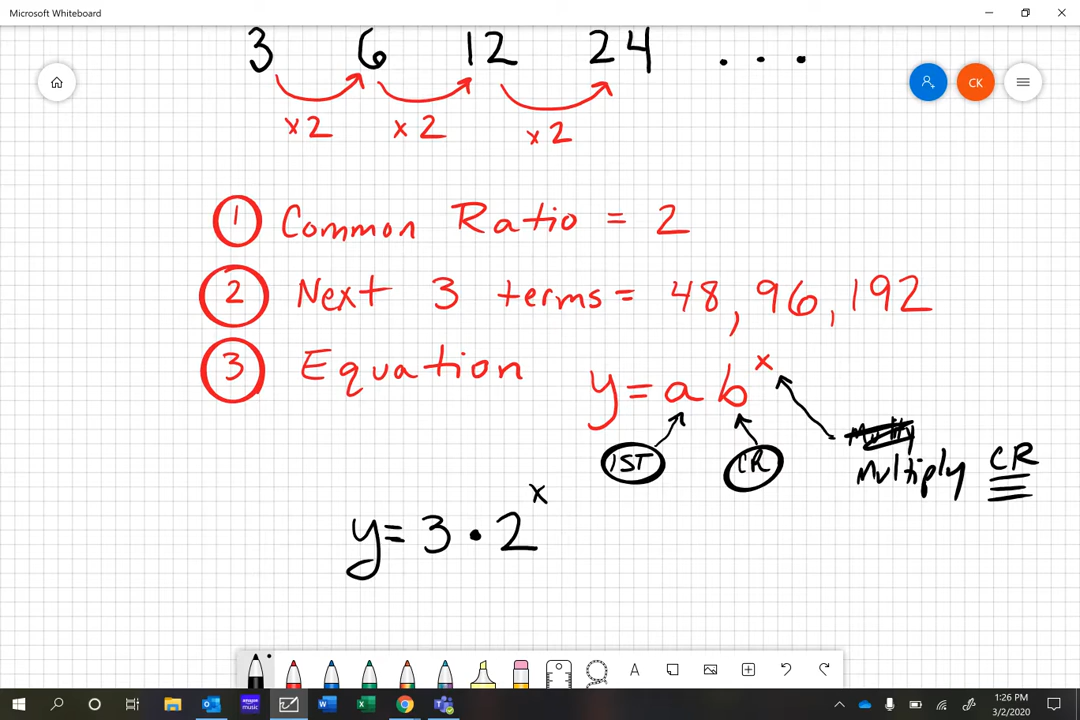 Microsoft Whiteboard
3 6 12 24 . . .
CK
x2 x2 x2
① Common Ratio = 2
② Next 3 terms = 48, 96, 192
③ Equation
y = a b^x
1ST CR
Multiply CR
y = 3 • 2^x
A
1:26 PM
3/2/2020